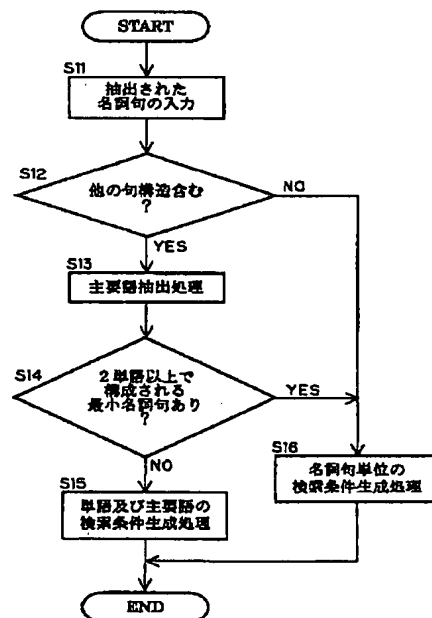 START
S11
抽出された
名詞句の入力
S12
他の句構造含む
?
NO
YES
S13
主要語抽出処理
S14
2単語以上で
構成される
最小名詞句あり
?
YES
NO
S16
名詞句単位の
検索条件生成処理
S15
単語及び主要語の
検索条件生成処理
END